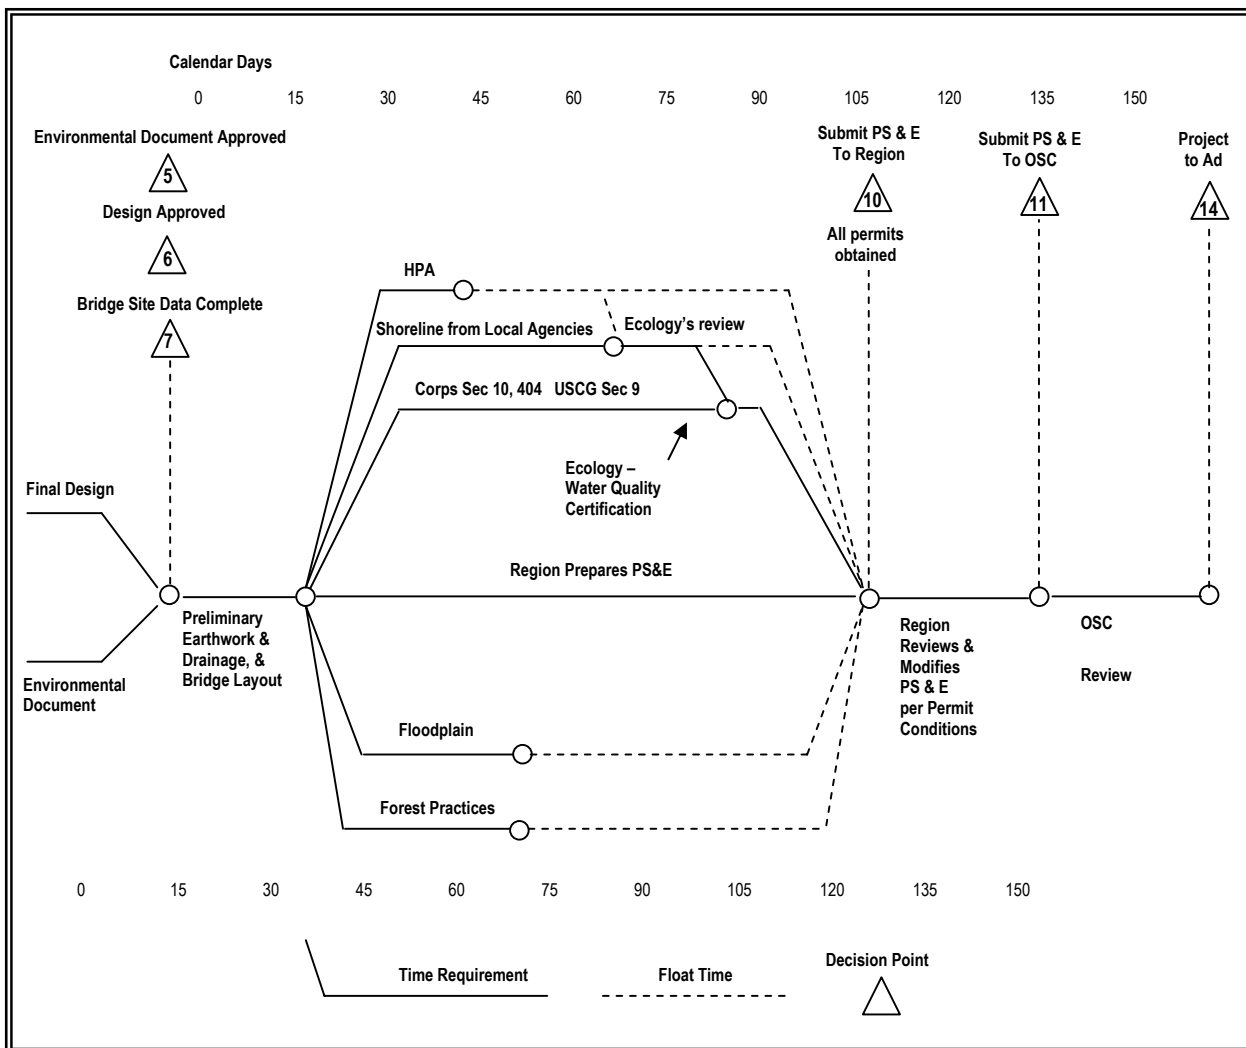 Calendar Days
0 15 30 45 60 75 90 105 120 135 150
Environmental Document Approved
5
Design Approved
6
Bridge Site Data Complete
7
Submit PS & E
To Region
10
All permits
obtained
Submit PS & E
To OSC
11
Project
to Ad
14
HPA
Shoreline from Local Agencies
Ecology's review
Corps Sec 10, 404 USCG Sec 9
Ecology –
Water Quality
Certification
Final Design
Region Prepares PS&E
Environmental
Document
Preliminary
Earthwork &
Drainage, &
Bridge Layout
Region
Reviews &
Modifies
PS & E
per Permit
Conditions
OSC
Review
Floodplain
Forest Practices
0 15 30 45 60 75 90 105 120 135 150
Time Requirement
Float Time
Decision Point